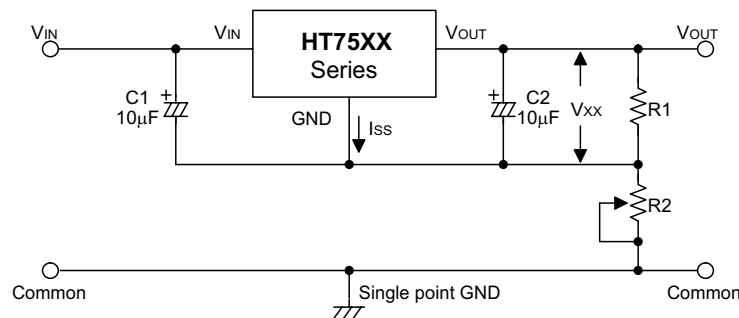 VIN
VIN
HT75XX
Series
VOUT
VOUT
C1
10μF
GND
ISS
C2
10μF
VXX
R1
R2
Common
Single point GND
Common